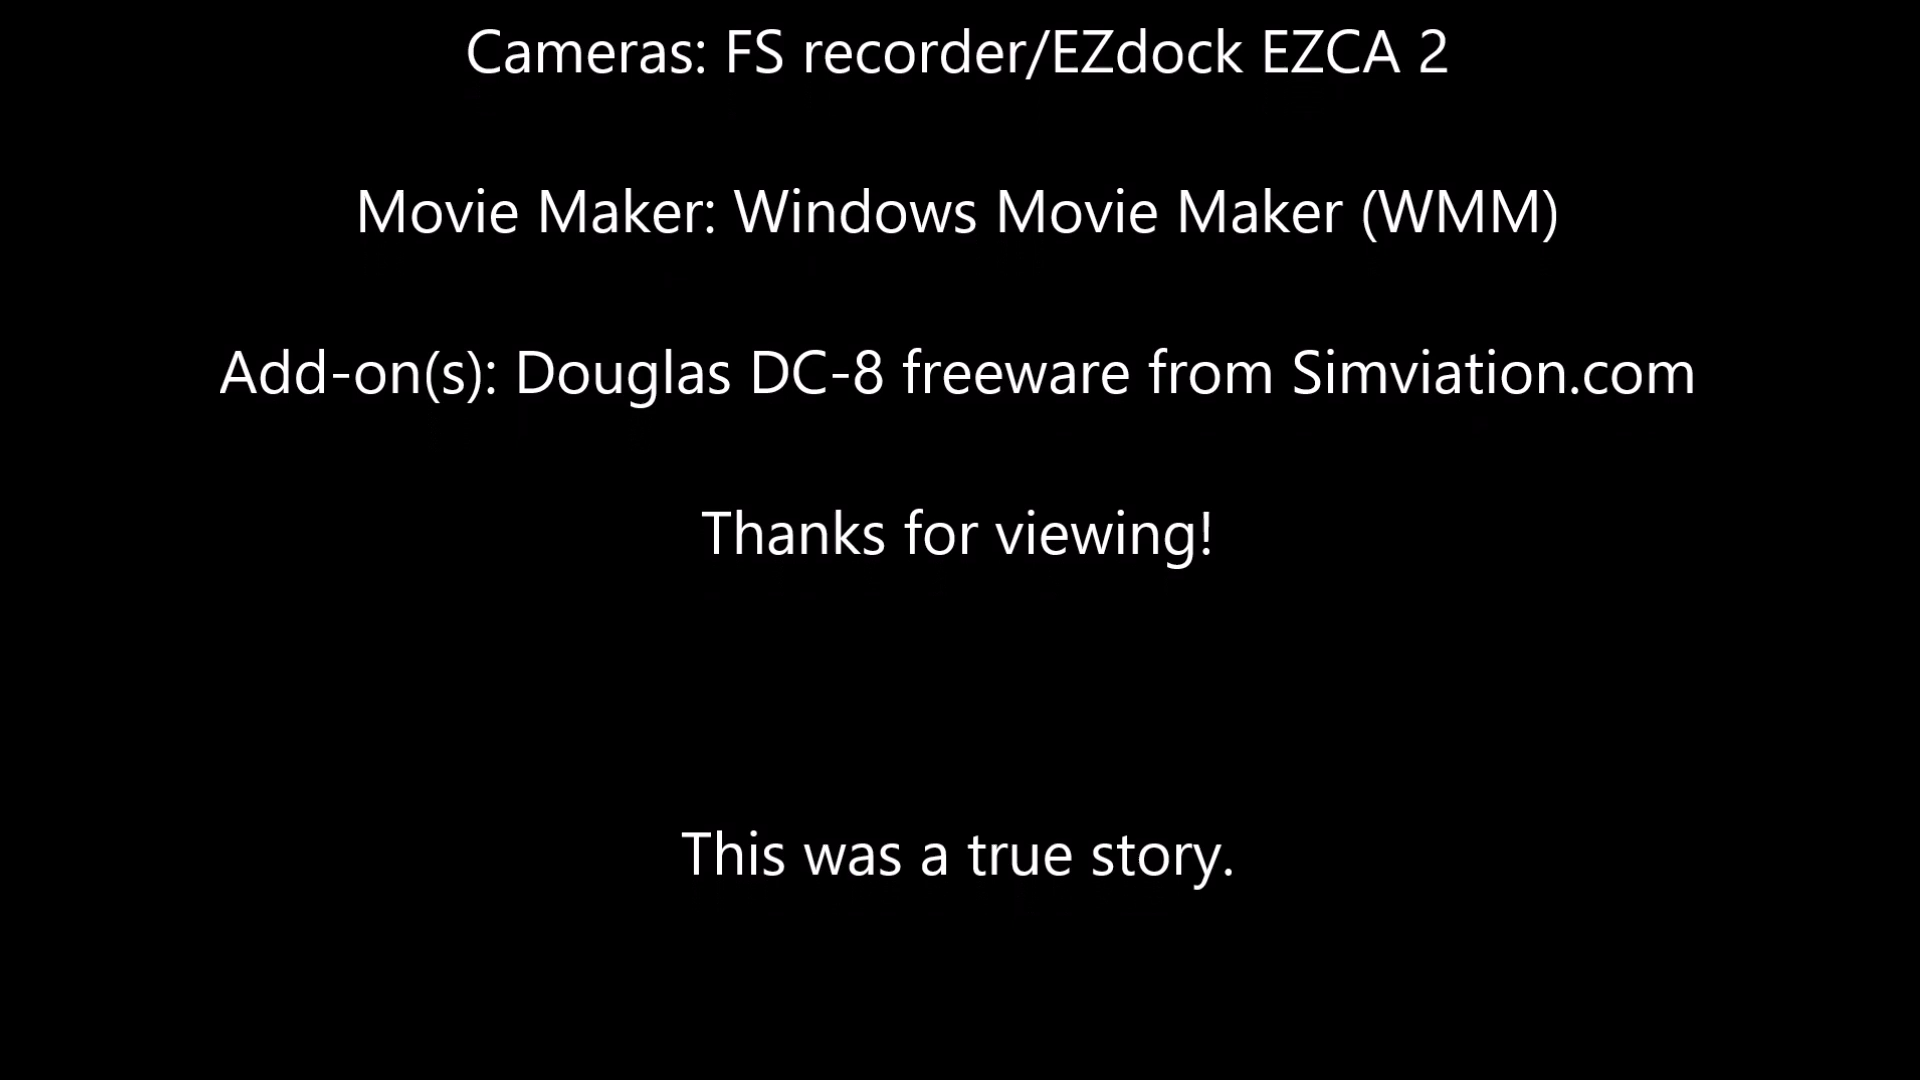 Cameras: FS recorder/EZdock EZCA 2
Movie Maker: Windows Movie Maker (WMM)
Add-on(s): Douglas DC-8 freeware from Simviation.com
Thanks for viewing!
This was a true story.